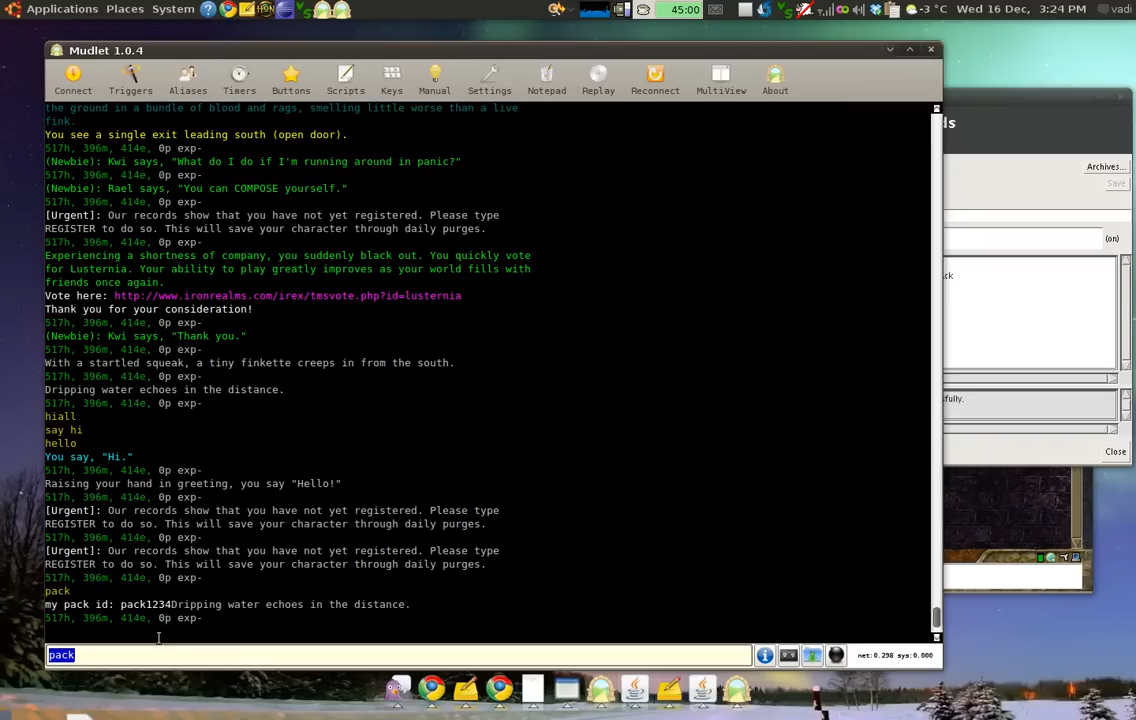 Applications Places System
45:00
-3 °C Wed 16 Dec, 3:24 PM vadi
Mudlet 1.0.4
Connect Triggers Aliases Timers Buttons Scripts Keys Manual Settings Notepad Replay Reconnect MultiView About
the ground in a bundle of blood and rags, smelling little worse than a live
fink.
You see a single exit leading south (open door).
517h, 396m, 414e, 0p exp-
(Newbie): Kwi says, "What do I do if I'm running around in panic?"
517h, 396m, 414e, 0p exp-
(Newbie): Rael says, "You can COMPOSE yourself."
517h, 396m, 414e, 0p exp-
[Urgent]: Our records show that you have not yet registered. Please type
REGISTER to do so. This will save your character through daily purges.
517h, 396m, 414e, 0p exp-
Experiencing a shortness of company, you suddenly black out. You quickly vote
for Lusternia. Your ability to play greatly improves as your world fills with
friends once again.
Vote here: http://www.ironrealms.com/irex/tmsvote.php?id=lusternia
Thank you for your consideration!
517h, 396m, 414e, 0p exp-
(Newbie): Kwi says, "Thank you."
517h, 396m, 414e, 0p exp-
With a startled squeak, a tiny finkette creeps in from the south.
517h, 396m, 414e, 0p exp-
Dripping water echoes in the distance.
517h, 396m, 414e, 0p exp-
hiall
say hi
hello
You say, "Hi."
517h, 396m, 414e, 0p exp-
Raising your hand in greeting, you say "Hello!"
517h, 396m, 414e, 0p exp-
[Urgent]: Our records show that you have not yet registered. Please type
REGISTER to do so. This will save your character through daily purges.
517h, 396m, 414e, 0p exp-
[Urgent]: Our records show that you have not yet registered. Please type
REGISTER to do so. This will save your character through daily purges.
517h, 396m, 414e, 0p exp-
pack
my pack id: pack1234Dripping water echoes in the distance.
517h, 396m, 414e, 0p exp-
pack
net:0.298 sys:0.000
ds
Archives...
Save
(on)
ck
sfully.
Close